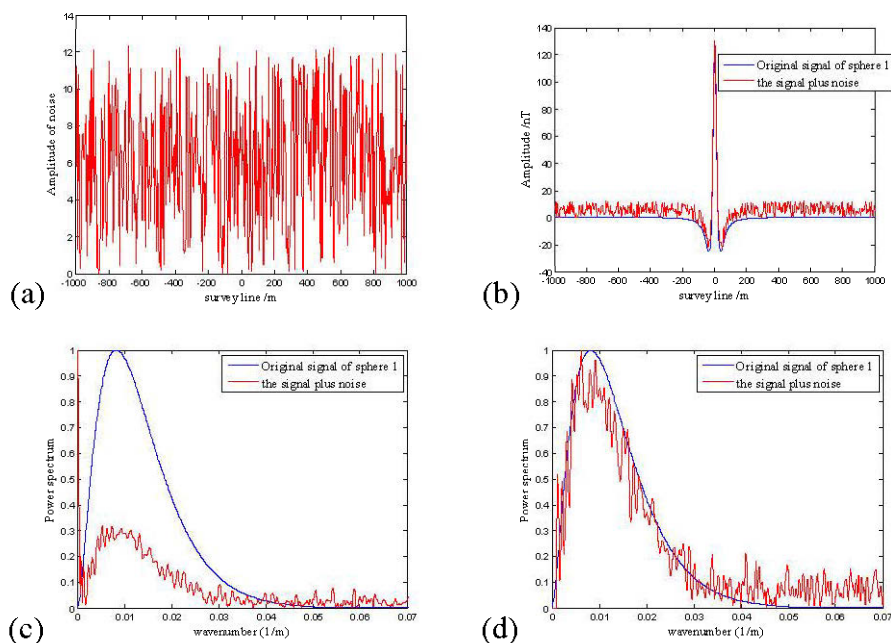 14
12
10
8
6
4
2
0
Amplitude of noise
-1000 -800 -600 -400 -200 0 200 400 600 800 1000
survey line /m
(a)
140
120
100
80
60
40
20
0
-20
-40
Amplitude /nT
Original signal of sphere 1
the signal plus noise
-1000 -800 -600 -400 -200 0 200 400 600 800 1000
survey line /m
(b)
1
0.9
0.8
0.7
0.6
0.5
0.4
0.3
0.2
0.1
0
Power spectrum
Original signal of sphere 1
the signal plus noise
0 0.01 0.02 0.03 0.04 0.05 0.06 0.07
wavenumber (1/m)
(c)
1
0.9
0.8
0.7
0.6
0.5
0.4
0.3
0.2
0.1
0
Power spectrum
Original signal of sphere 1
the signal plus noise
0 0.01 0.02 0.03 0.04 0.05 0.06 0.07
wavenumber (1/m)
(d)